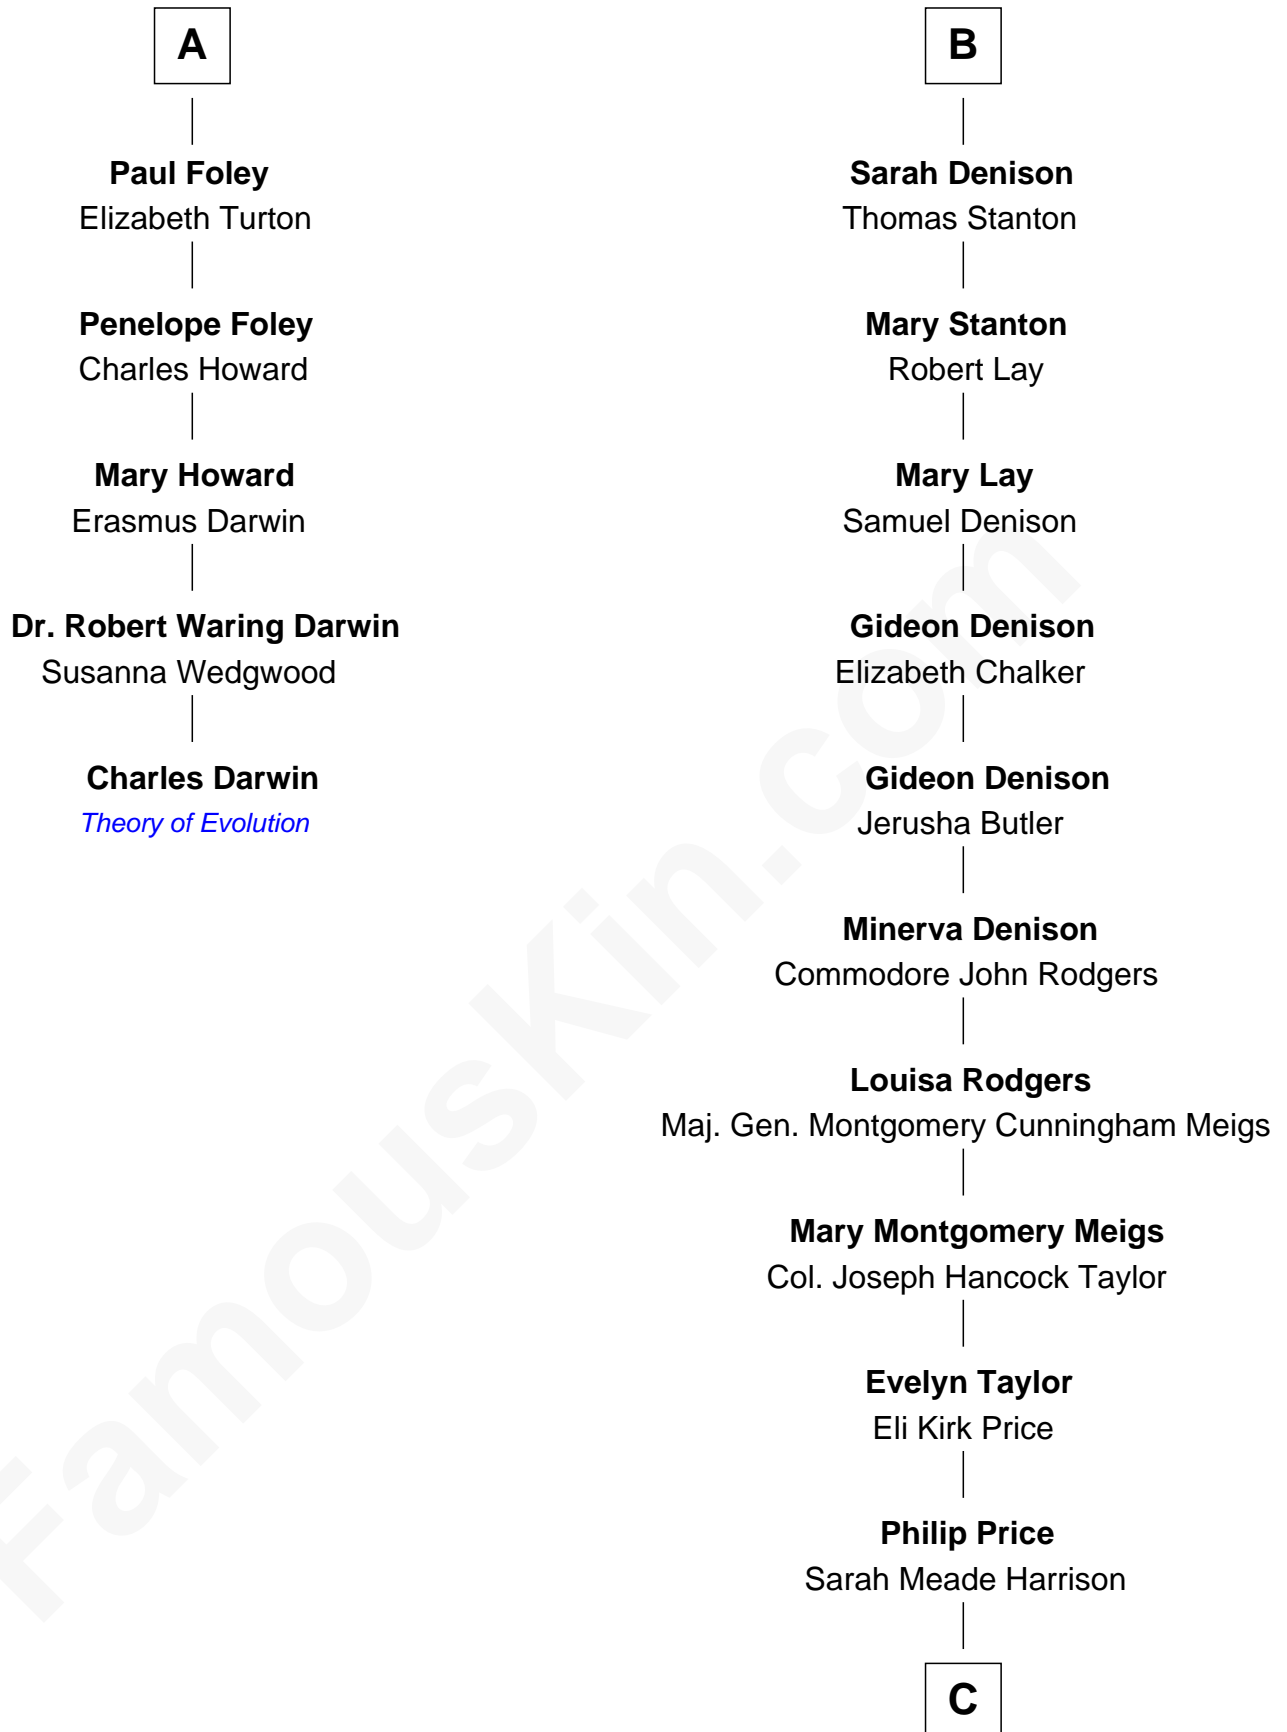 A
Paul Foley
Elizabeth Turton
Penelope Foley
Charles Howard
Mary Howard
Erasmus Darwin
Dr. Robert Waring Darwin
Susanna Wedgwood
Charles Darwin
Theory of Evolution
B
Sarah Denison
Thomas Stanton
Mary Stanton
Robert Lay
Mary Lay
Samuel Denison
Gideon Denison
Elizabeth Chalker
Gideon Denison
Jerusha Butler
Minerva Denison
Commodore John Rodgers
Louisa Rodgers
Maj. Gen. Montgomery Cunningham Meigs
Mary Montgomery Meigs
Col. Joseph Hancock Taylor
Evelyn Taylor
Eli Kirk Price
Philip Price
Sarah Meade Harrison
C
FamousKin.com